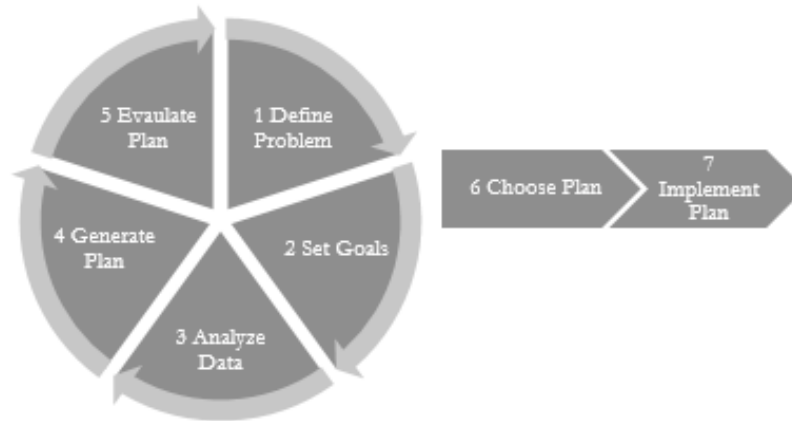 1 Define
Problem
2 Set Goals
3 Analyze
Data
4 Generate
Plan
5 Evaulate
Plan
6 Choose Plan
7
Implement
Plan